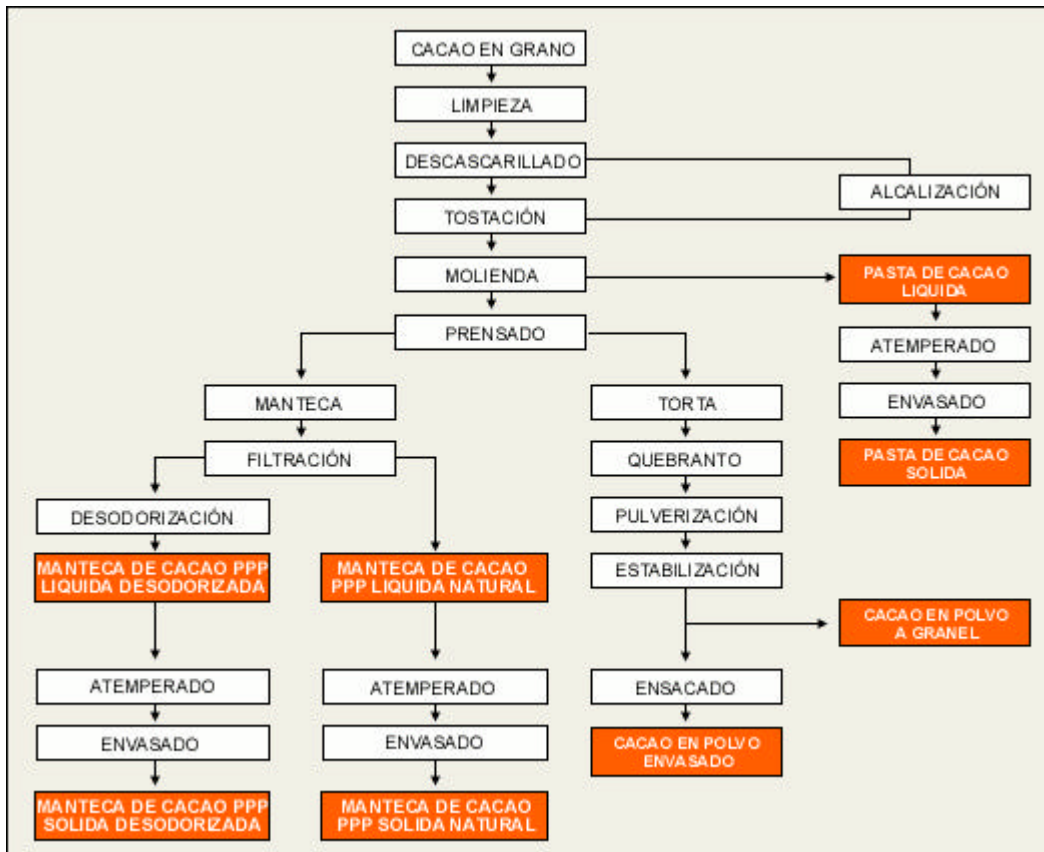 CACAO EN GRANO
LIMPIEZA
DESCASCARILLADO
ALCALIZACIÓN
TOSTACIÓN
MOLIENDA
PASTA DE CACAO
LIQUIDA
PRENSADO
ATEMPERADO
MANTECA
TORTA
ENVASADO
FILTRACIÓN
QUEBRANTO
PASTA DE CACAO
SOLIDA
DESODORIZACIÓN
PULVERIZACIÓN
MANTECA DE CACAO PPP
LIQUIDA DESODORIZADA
MANTECA DE CACAO
PPP LIQUIDA NATURAL
ESTABILIZACIÓN
CACAO EN POLVO
A GRANEL
ATEMPERADO
ATEMPERADO
ENSACADO
ENVASADO
ENVASADO
CACAO EN POLVO
ENVASADO
MANTECA DE CACAO PPP
SOLIDA DESODORIZADA
MANTECA DE CACAO
PPP SOLIDA NATURAL